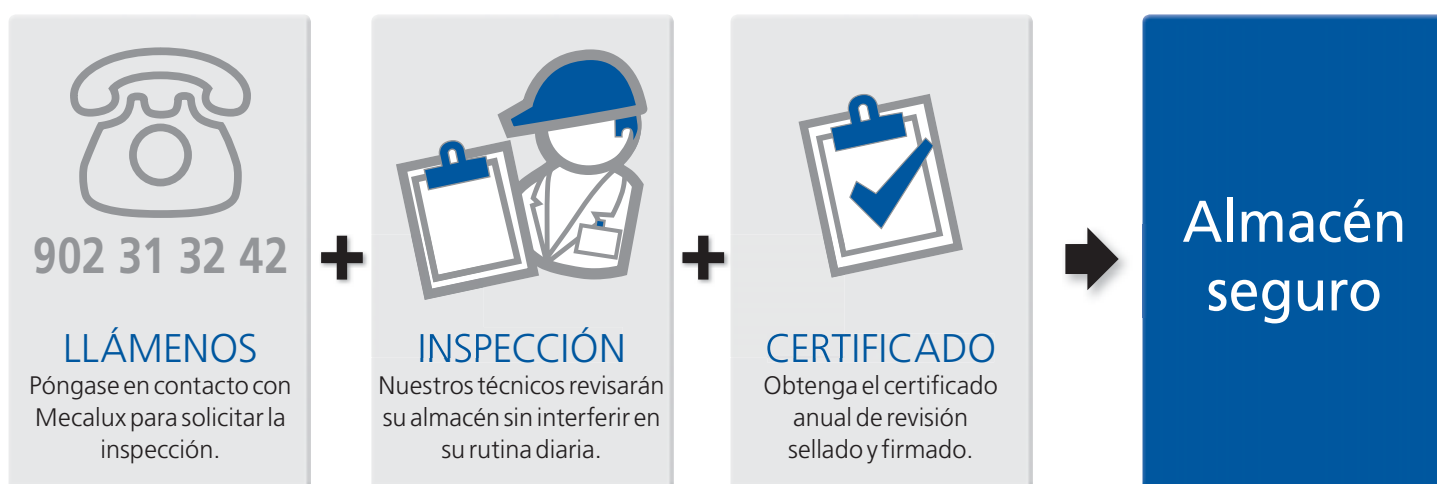 902 31 32 42
LLÁMENOS
Póngase en contacto con
Mecalux para solicitar la
inspección.
INSPECCIÓN
Nuestros técnicos revisarán
su almacén sin interferir en
su rutina diaria.
CERTIFICADO
Obtenga el certificado
anual de revisión
sellado y firmado.
Almacén
seguro